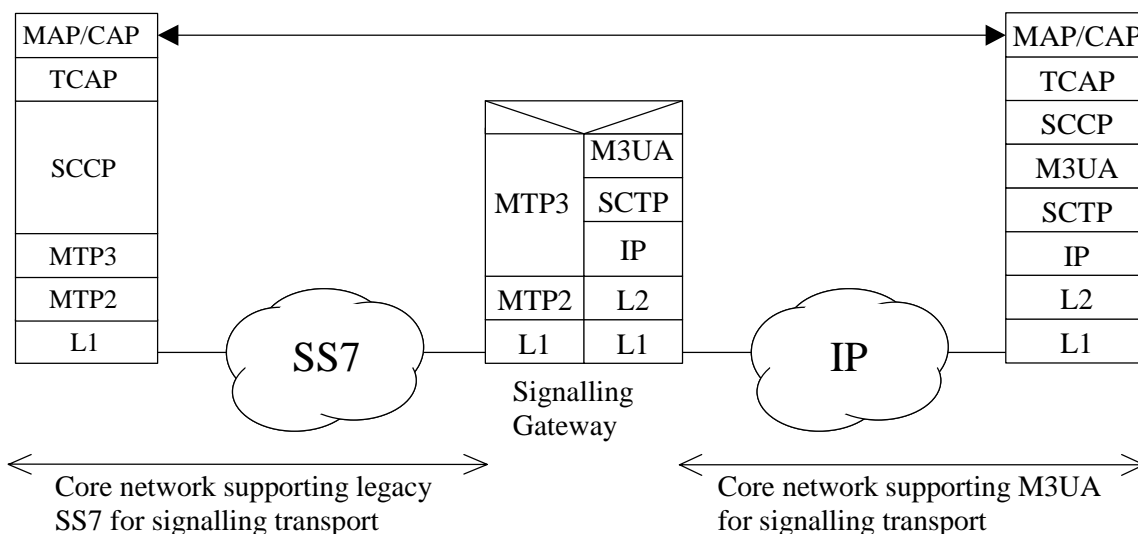 MAP/CAP
TCAP
SCCP
MTP3
MTP2
L1
SS7
MTP3
MTP2
L1
M3UA
SCTP
IP
L2
L1
Signalling
Gateway
IP
MAP/CAP
TCAP
SCCP
M3UA
SCTP
IP
L2
L1
Core network supporting legacy
SS7 for signalling transport
Core network supporting M3UA
for signalling transport